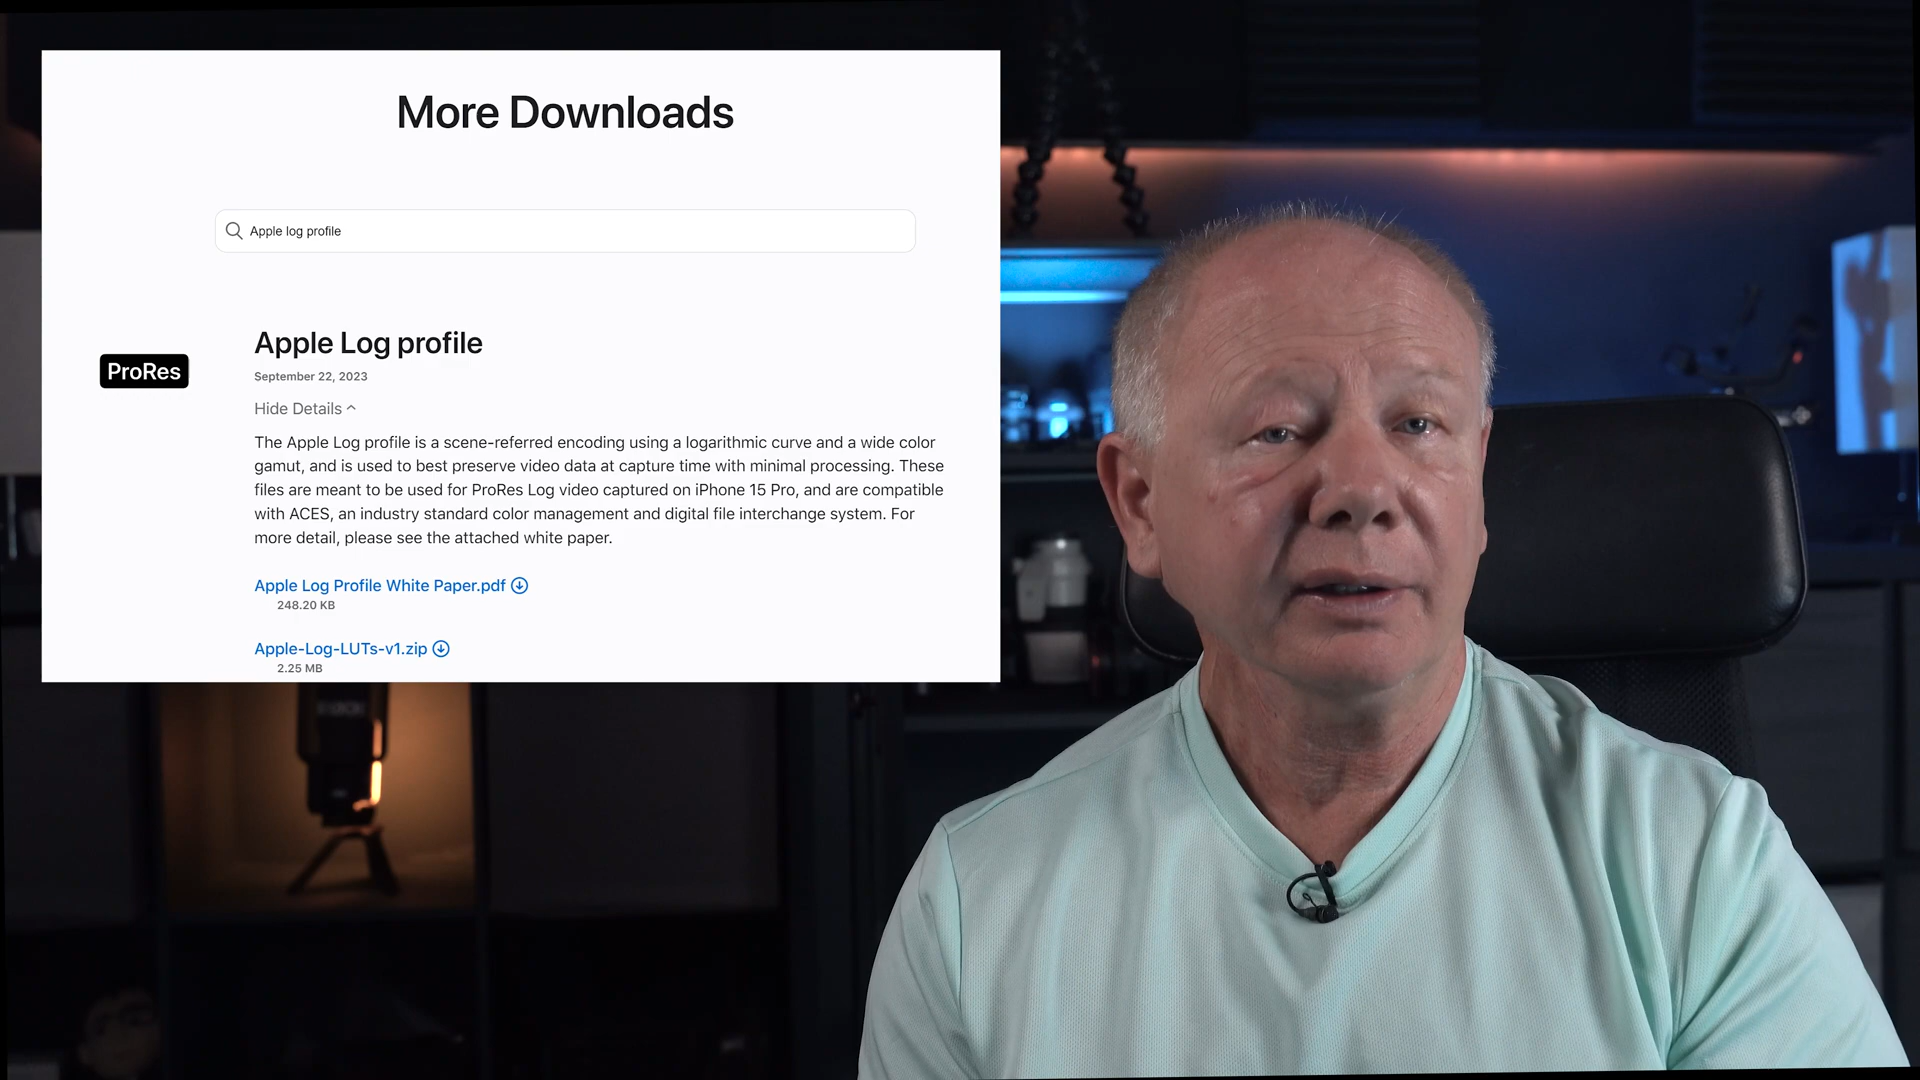 More Downloads
Apple log profile
Apple Log profile
ProRes
September 22, 2023
Hide Details
The Apple Log profile is a scene-referred encoding using a logarithmic curve and a wide color
gamut, and is used to best preserve video data at capture time with minimal processing. These
files are meant to be used for ProRes Log video captured on iPhone 15 Pro, and are compatible
with ACES, an industry standard color management and digital file interchange system. For
more detail, please see the attached white paper.
Apple Log Profile White Paper.pdf
248.20 KB
Apple-Log-LUTs-v1.zip
2.25 MB